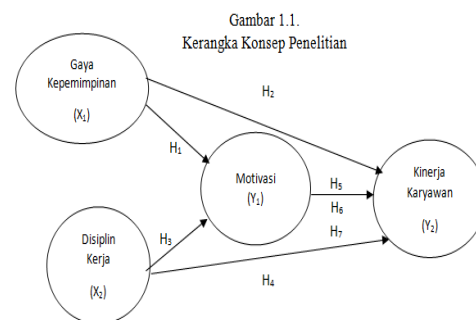 Gambar 1.1.
Kerangka Konsep Penelitian
Gaya
Kepemimpinan
(X₁)
H₂
H₁
Motivasi
(Y₁)
H₅
H₆
H₇
Kinerja
Karyawan
(Y₂)
H₃
Disiplin
Kerja
(X₂)
H₄